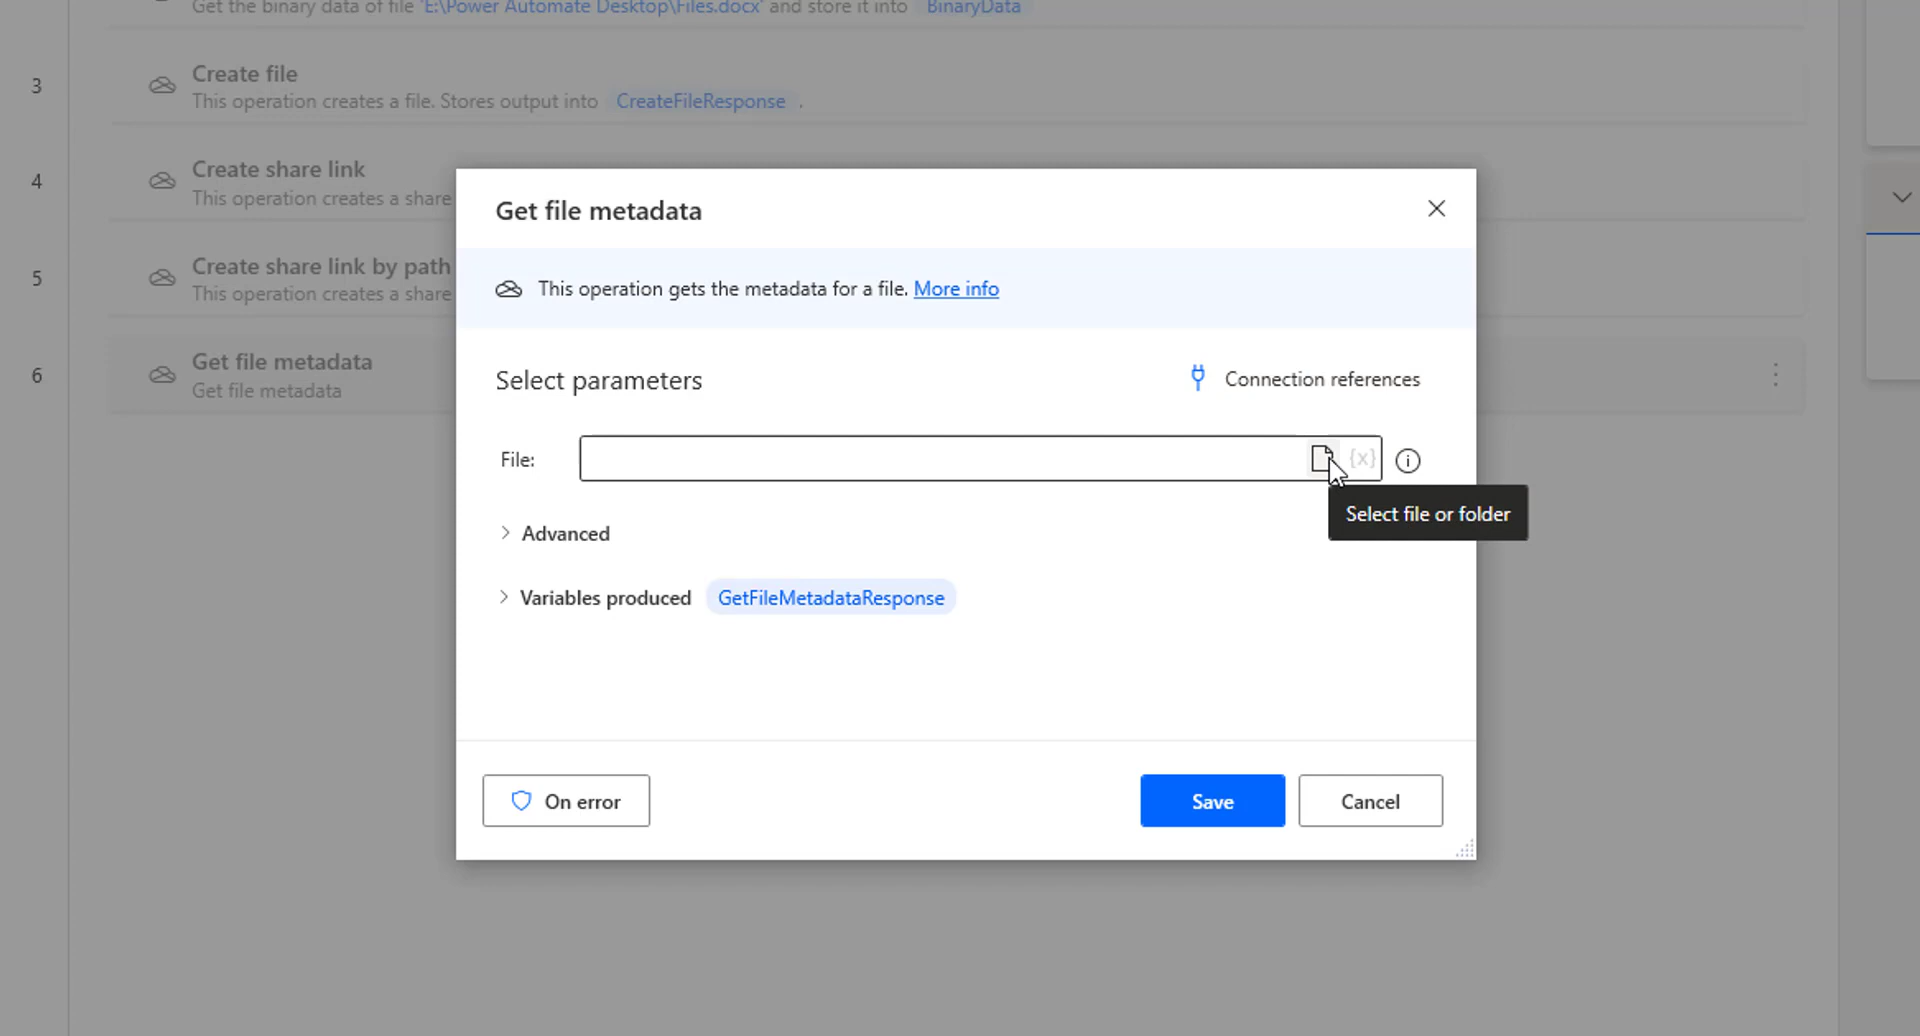 Get the binary data of file 'E:\Power Automate Desktop\Files.docx' and store it into BinaryData
3
Create file
This operation creates a file. Stores output into CreateFileResponse .
4
Create share link
This operation creates a share
5
Create share link by path
This operation creates a share
6
Get file metadata
Get file metadata
Get file metadata
This operation gets the metadata for a file. More info
Select parameters
Connection references
File:
{x}
Select file or folder
Advanced
Variables produced GetFileMetadataResponse
On error
Save
Cancel